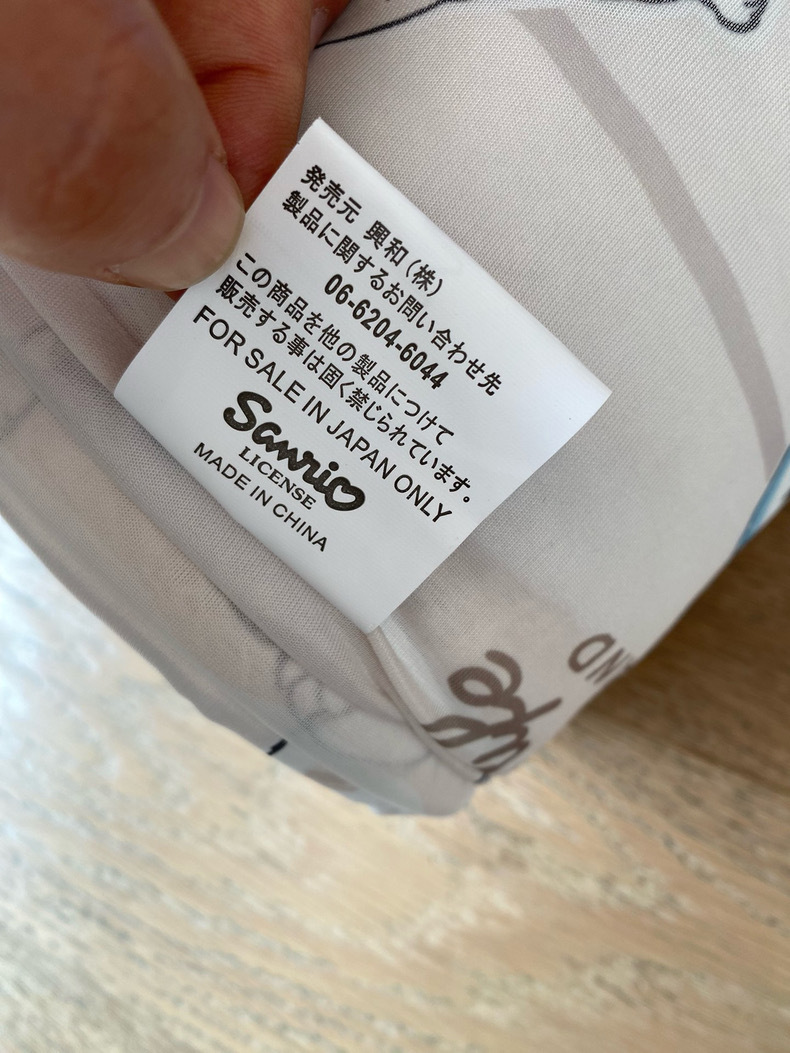 発売元 興和(株)
製品に関するお問い合わせ先
06-6204-6044
この商品を他の製品につけて
販売する事は固く禁じられています。
FOR SALE IN JAPAN ONLY
Sanrio
LICENSE
MADE IN CHINA